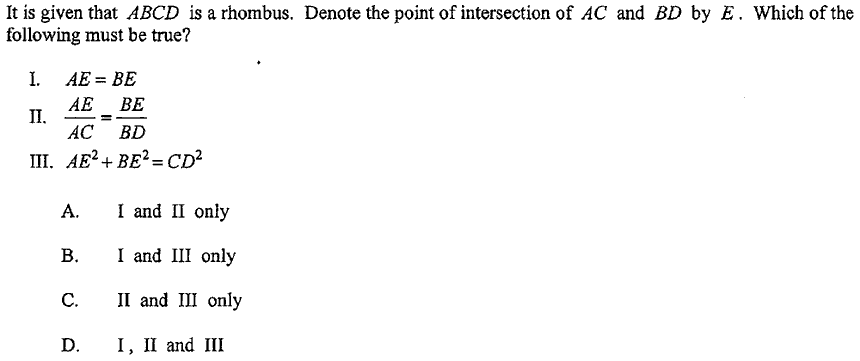 It is given that ABCD is a rhombus. Denote the point of intersection of AC and BD by E. Which of the
following must be true?
I. AE = BE
II. AE/AC = BE/BD
III. AE² + BE² = CD²
A. I and II only
B. I and III only
C. II and III only
D. I, II and III